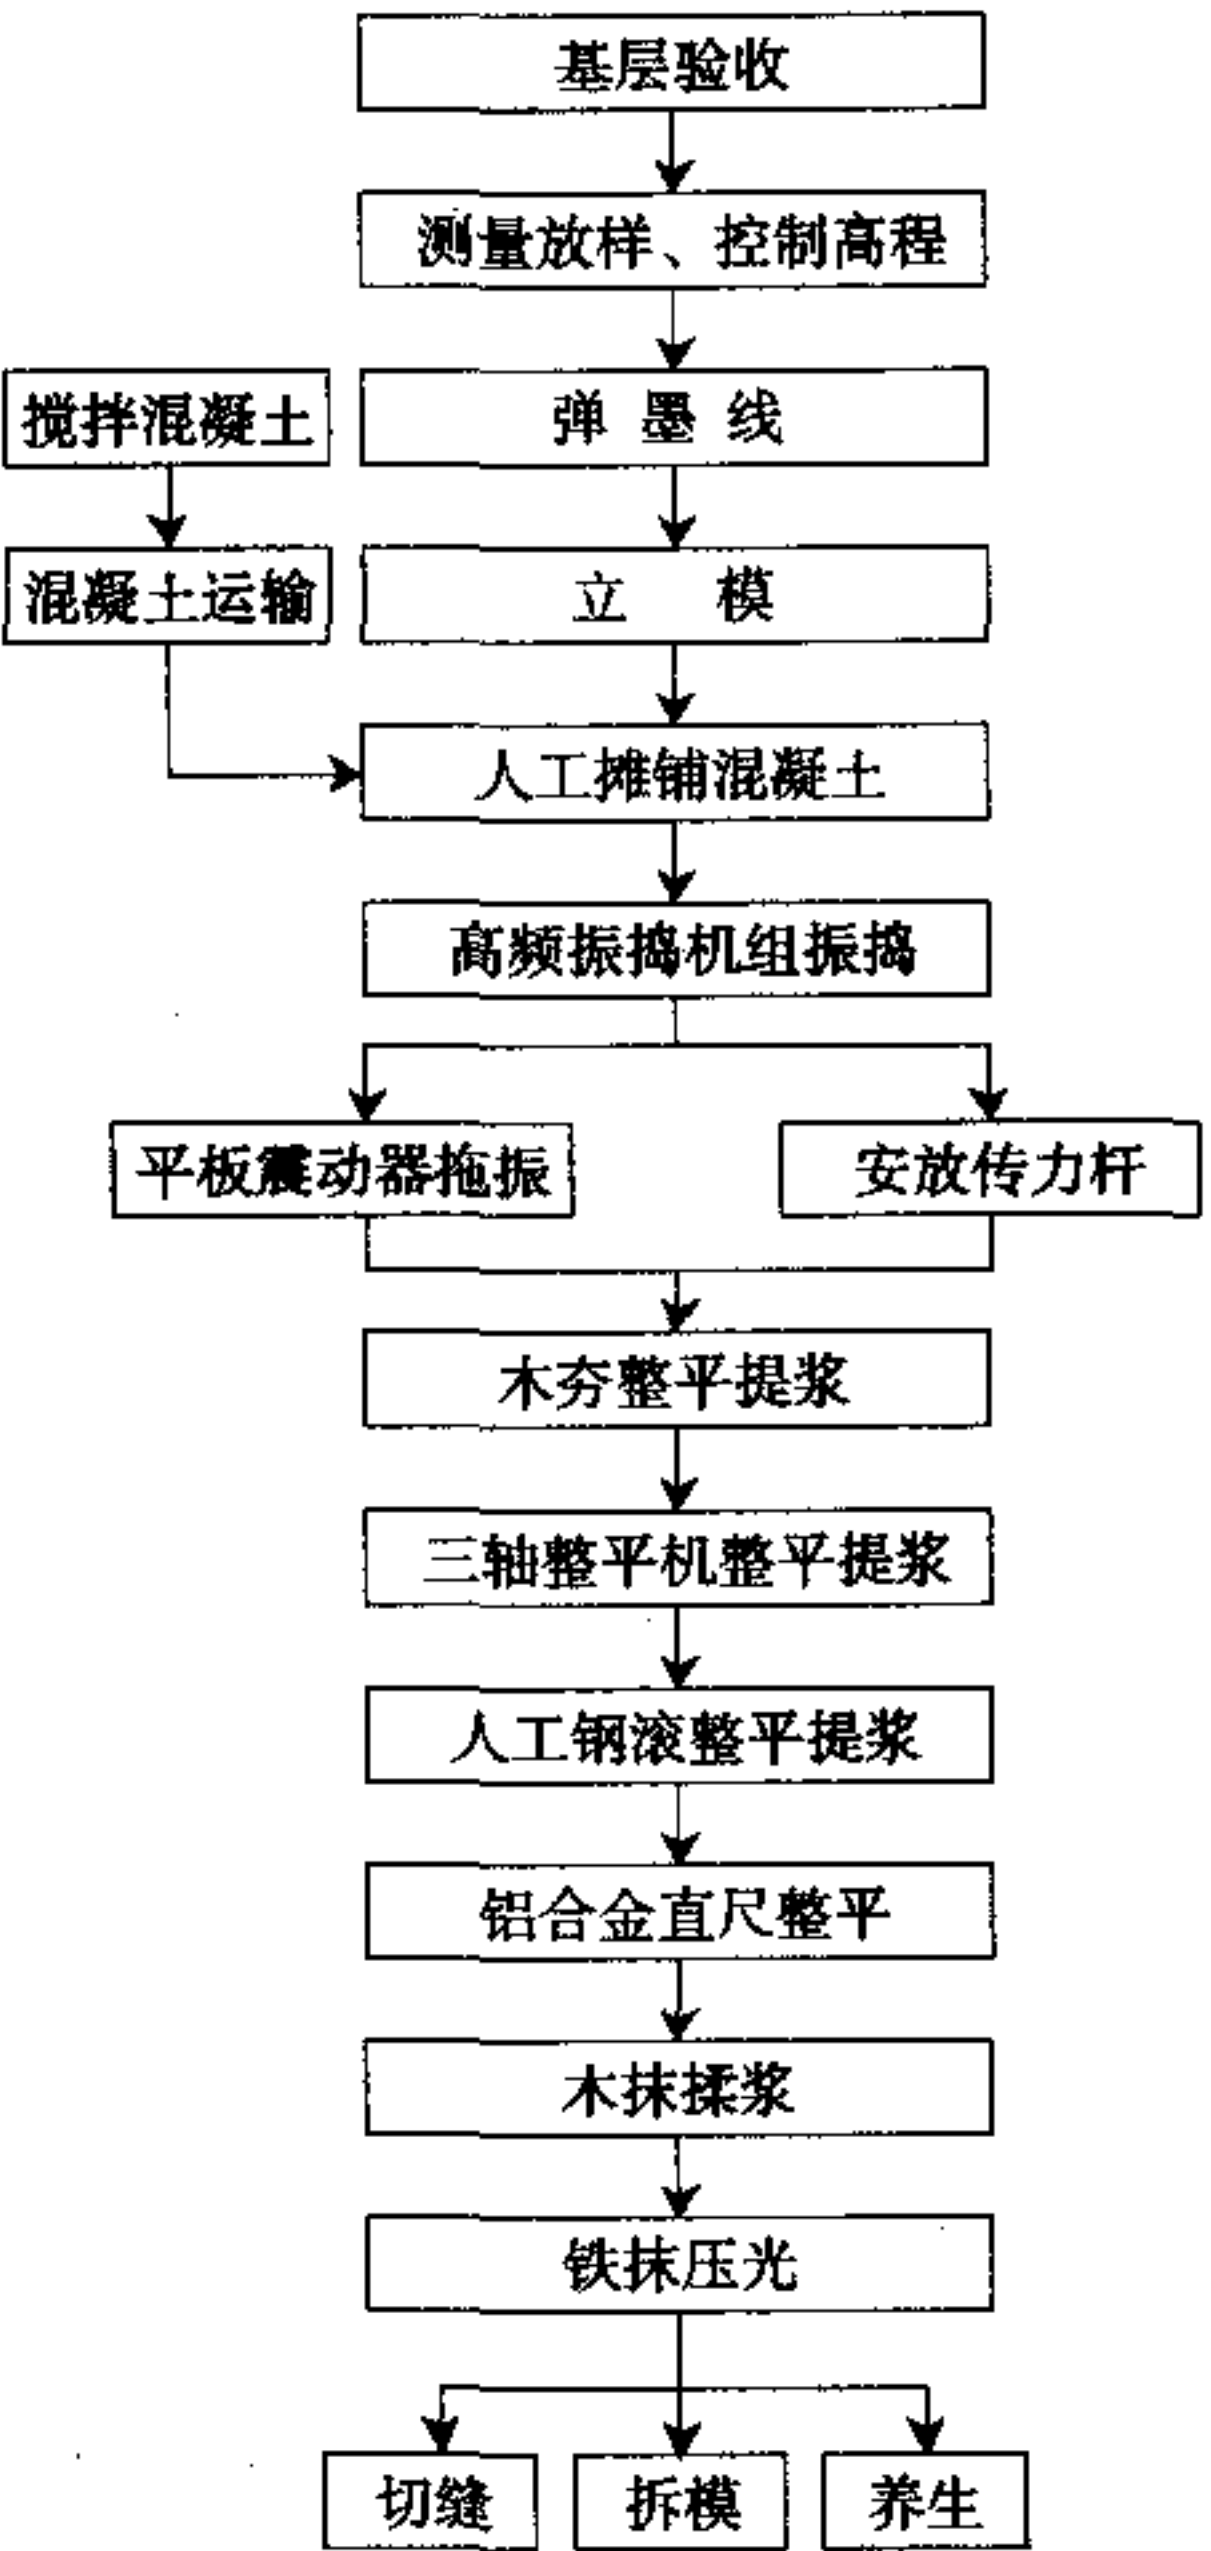 基层验收
测量放样、控制高程
搅拌混凝土
弹 墨 线
混凝土运输
立 模
人工摊铺混凝土
高频振捣机组振捣
平板震动器拖振
安放传力杆
木夯整平提浆
三轴整平机整平提浆
人工钢滚整平提浆
铝合金直尺整平
木抹揉浆
铁抹压光
切缝
拆模
养生